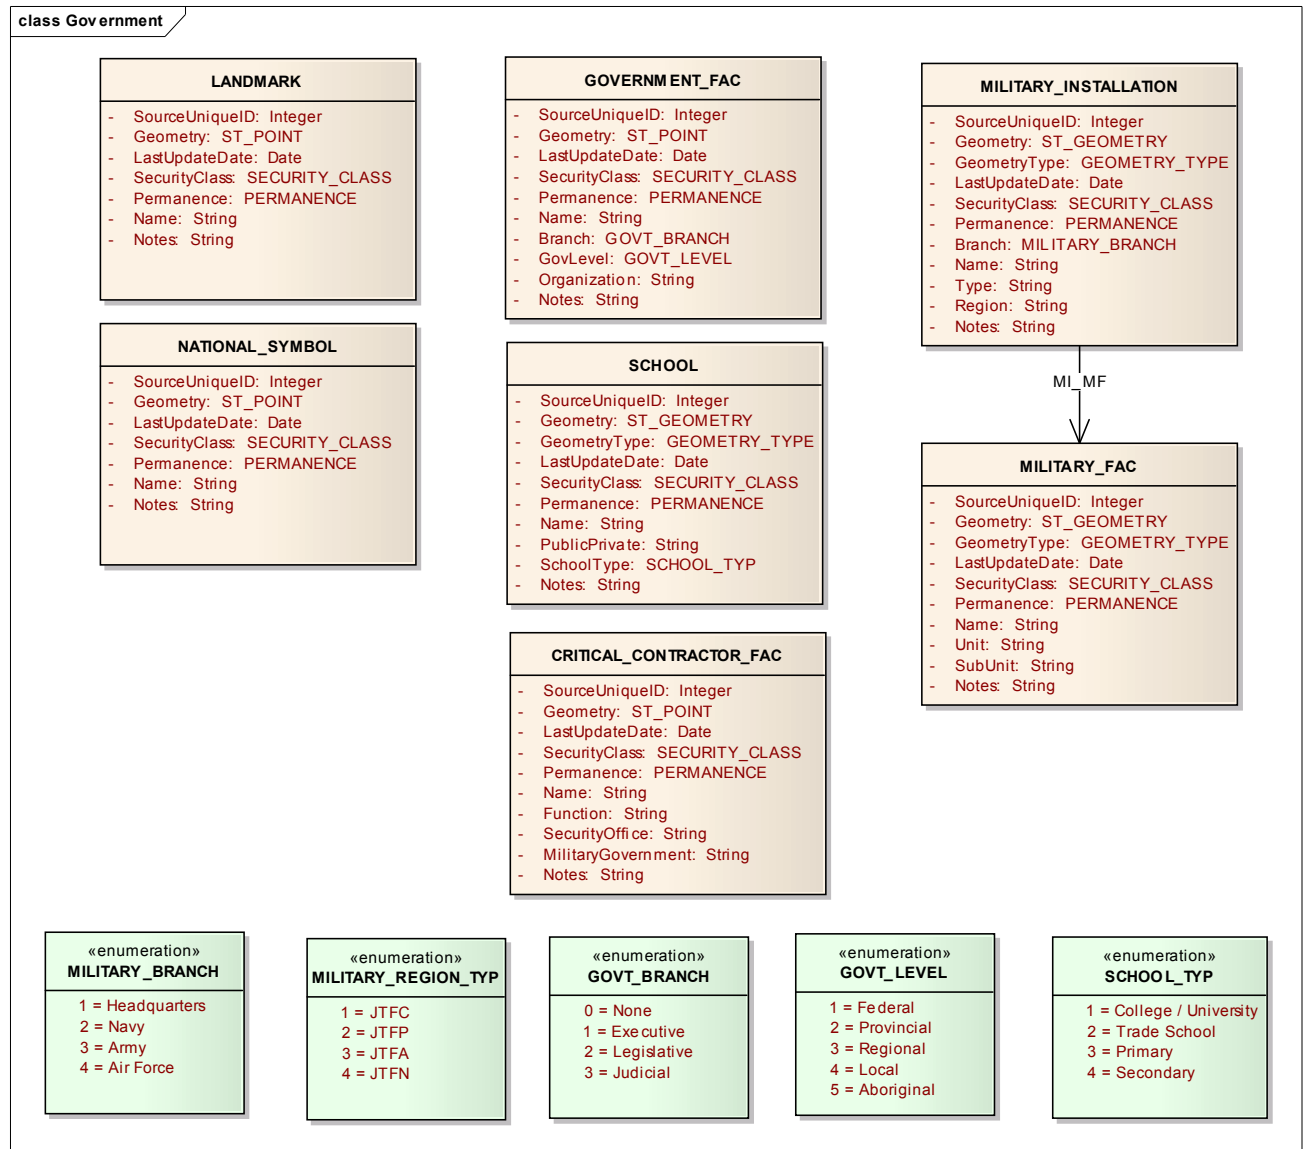 class Government
LANDMARK
- SourceUniqueID: Integer
- Geometry: ST_POINT
- LastUpdateDate: Date
- SecurityClass: SECURITY_CLASS
- Permanence: PERMANENCE
- Name: String
- Notes: String
NATIONAL_SYMBOL
- SourceUniqueID: Integer
- Geometry: ST_POINT
- LastUpdateDate: Date
- SecurityClass: SECURITY_CLASS
- Permanence: PERMANENCE
- Name: String
- Notes: String
GOVERNMENT_FAC
- SourceUniqueID: Integer
- Geometry: ST_POINT
- LastUpdateDate: Date
- SecurityClass: SECURITY_CLASS
- Permanence: PERMANENCE
- Name: String
- Branch: GOVT_BRANCH
- GovLevel: GOVT_LEVEL
- Organization: String
- Notes: String
SCHOOL
- SourceUniqueID: Integer
- Geometry: ST_GEOMETRY
- GeometryType: GEOMETRY_TYPE
- LastUpdateDate: Date
- SecurityClass: SECURITY_CLASS
- Permanence: PERMANENCE
- Name: String
- PublicPrivate: String
- SchoolType: SCHOOL_TYP
- Notes: String
CRITICAL_CONTRACTOR_FAC
- SourceUniqueID: Integer
- Geometry: ST_POINT
- LastUpdateDate: Date
- SecurityClass: SECURITY_CLASS
- Permanence: PERMANENCE
- Name: String
- Function: String
- SecurityOffice: String
- MilitaryGovernment: String
- Notes: String
MILITARY_INSTALLATION
- SourceUniqueID: Integer
- Geometry: ST_GEOMETRY
- GeometryType: GEOMETRY_TYPE
- LastUpdateDate: Date
- SecurityClass: SECURITY_CLASS
- Permanence: PERMANENCE
- Branch: MILITARY_BRANCH
- Name: String
- Type: String
- Region: String
- Notes: String
MI_MF
MILITARY_FAC
- SourceUniqueID: Integer
- Geometry: ST_GEOMETRY
- GeometryType: GEOMETRY_TYPE
- LastUpdateDate: Date
- SecurityClass: SECURITY_CLASS
- Permanence: PERMANENCE
- Name: String
- Unit: String
- SubUnit: String
- Notes: String
«enumeration»
MILITARY_BRANCH
1 = Headquarters
2 = Navy
3 = Army
4 = Air Force
«enumeration»
MILITARY_REGION_TYP
1 = JTFC
2 = JTFP
3 = JTFA
4 = JTFN
«enumeration»
GOVT_BRANCH
0 = None
1 = Executive
2 = Legislative
3 = Judicial
«enumeration»
GOVT_LEVEL
1 = Federal
2 = Provincial
3 = Regional
4 = Local
5 = Aboriginal
«enumeration»
SCHOOL_TYP
1 = College / University
2 = Trade School
3 = Primary
4 = Secondary